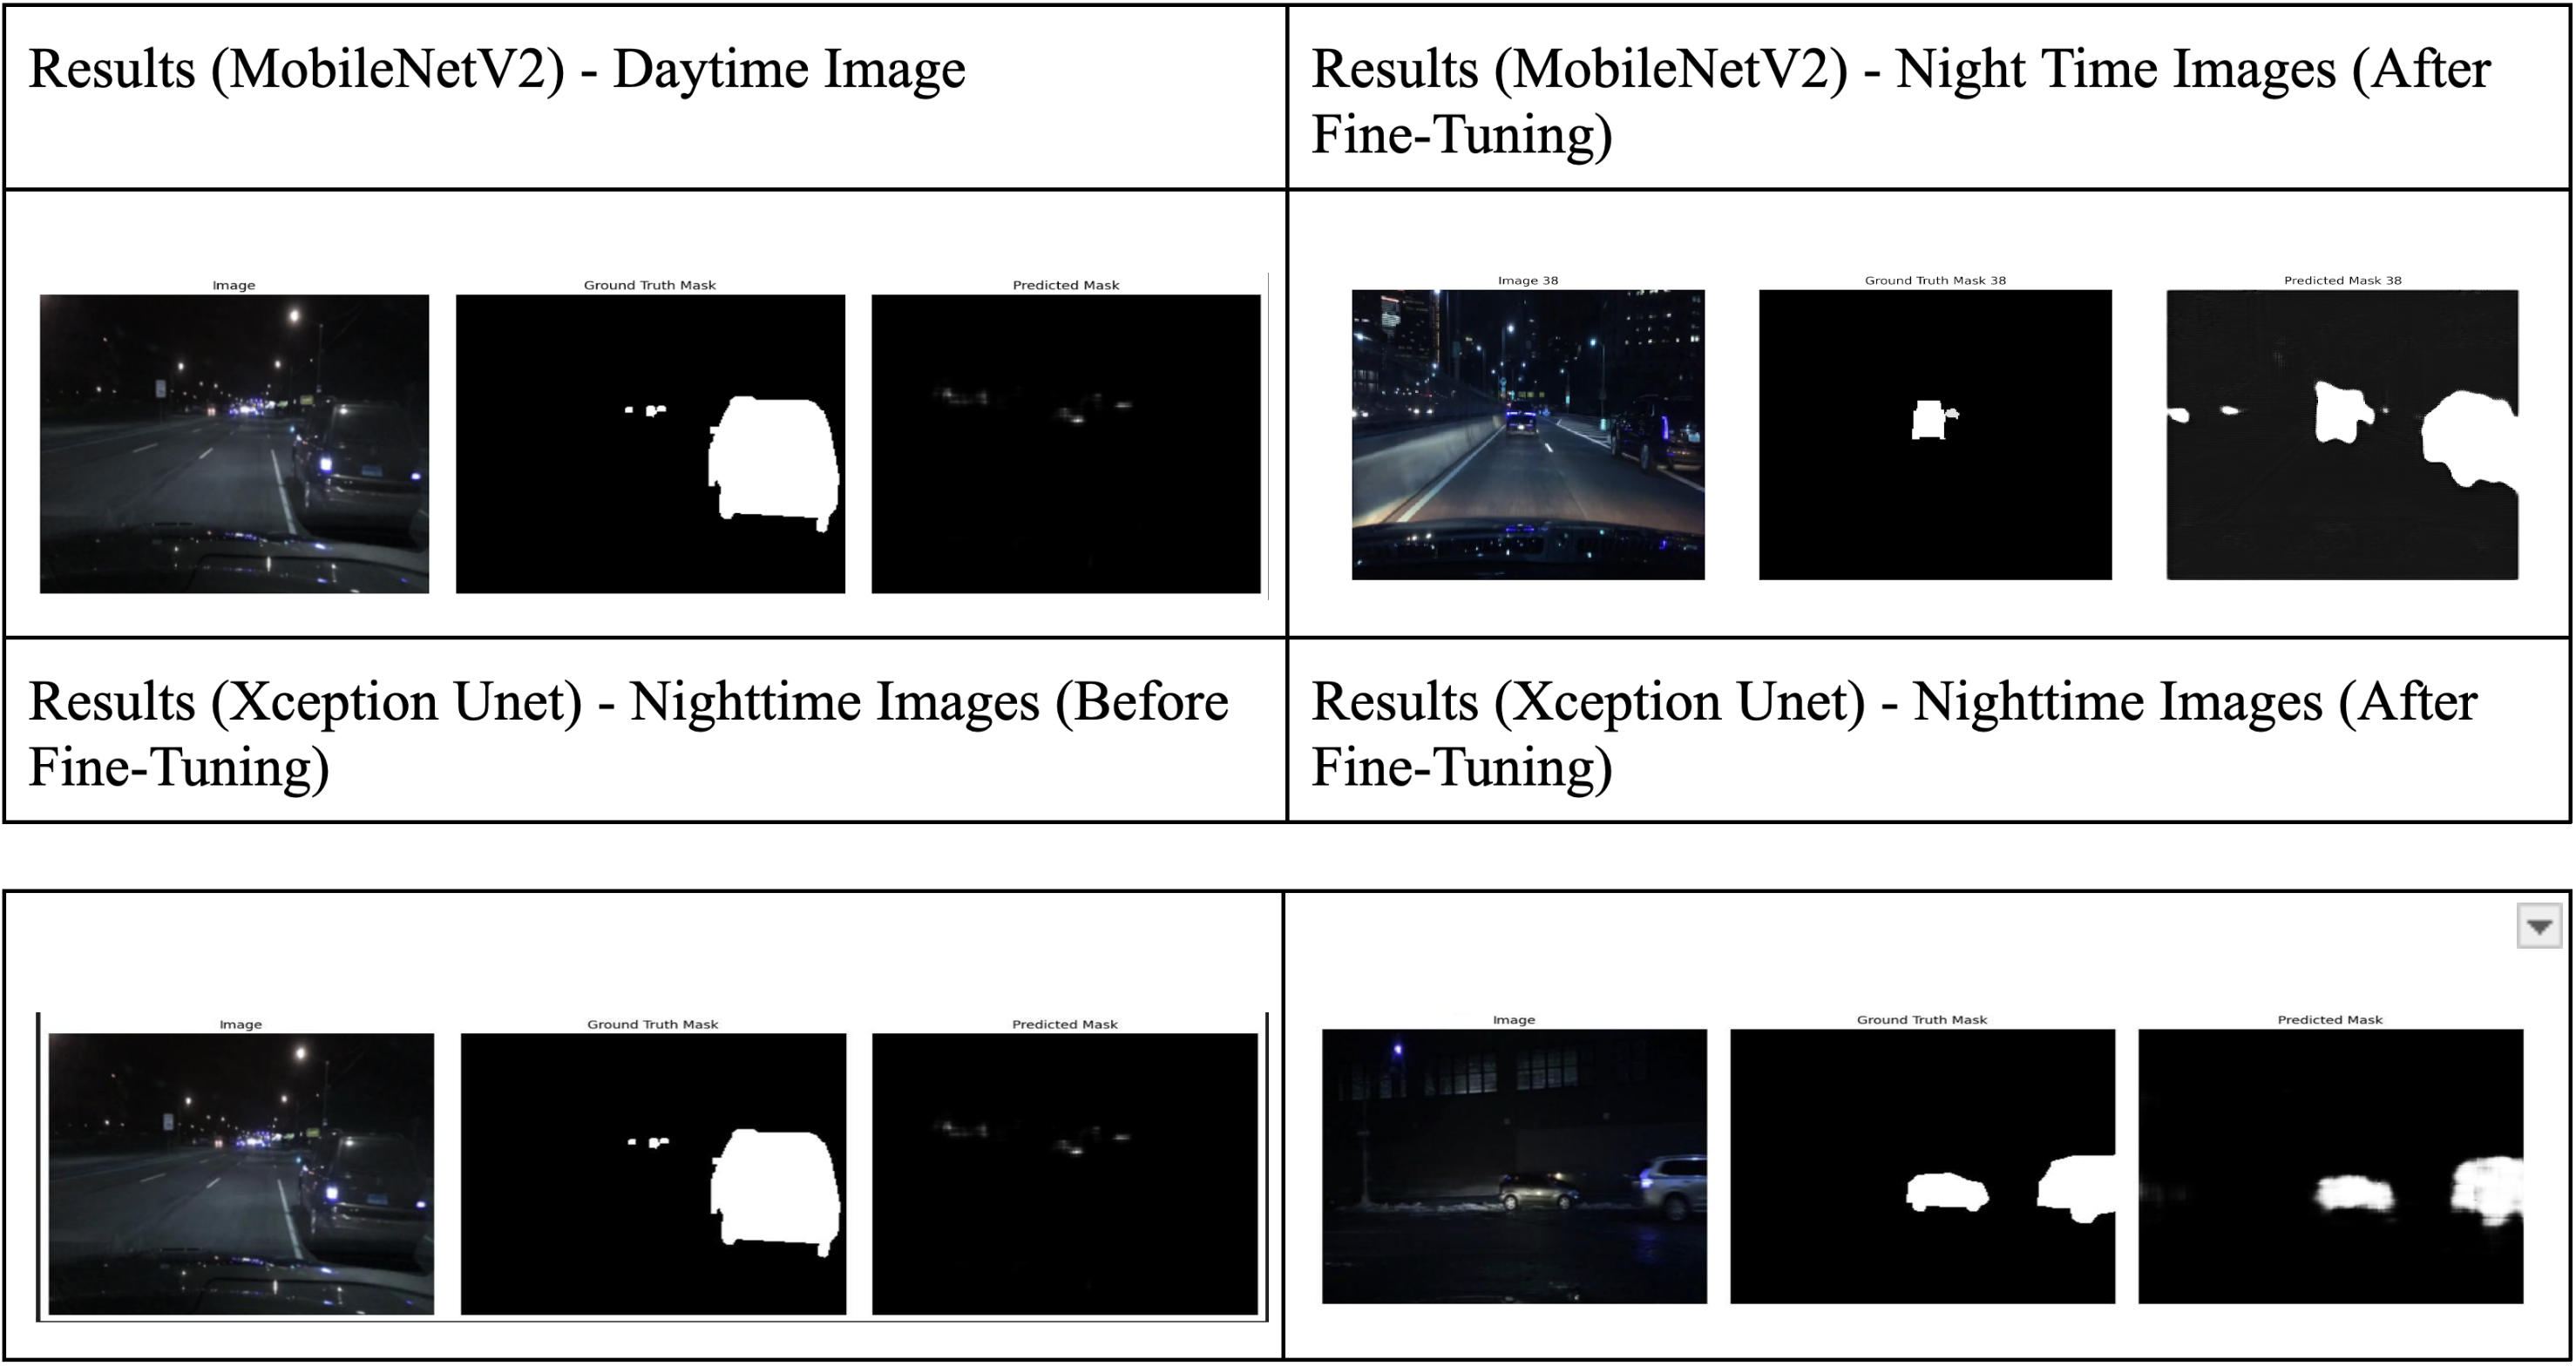 Results (MobileNetV2) - Daytime Image
Results (MobileNetV2) - Night Time Images (After
Fine-Tuning)
Image
Ground Truth Mask
Predicted Mask
Image 38
Ground Truth Mask 38
Predicted Mask 38
Results (Xception Unet) - Nighttime Images (Before
Fine-Tuning)
Results (Xception Unet) - Nighttime Images (After
Fine-Tuning)
Image
Ground Truth Mask
Predicted Mask
Image
Ground Truth Mask
Predicted Mask